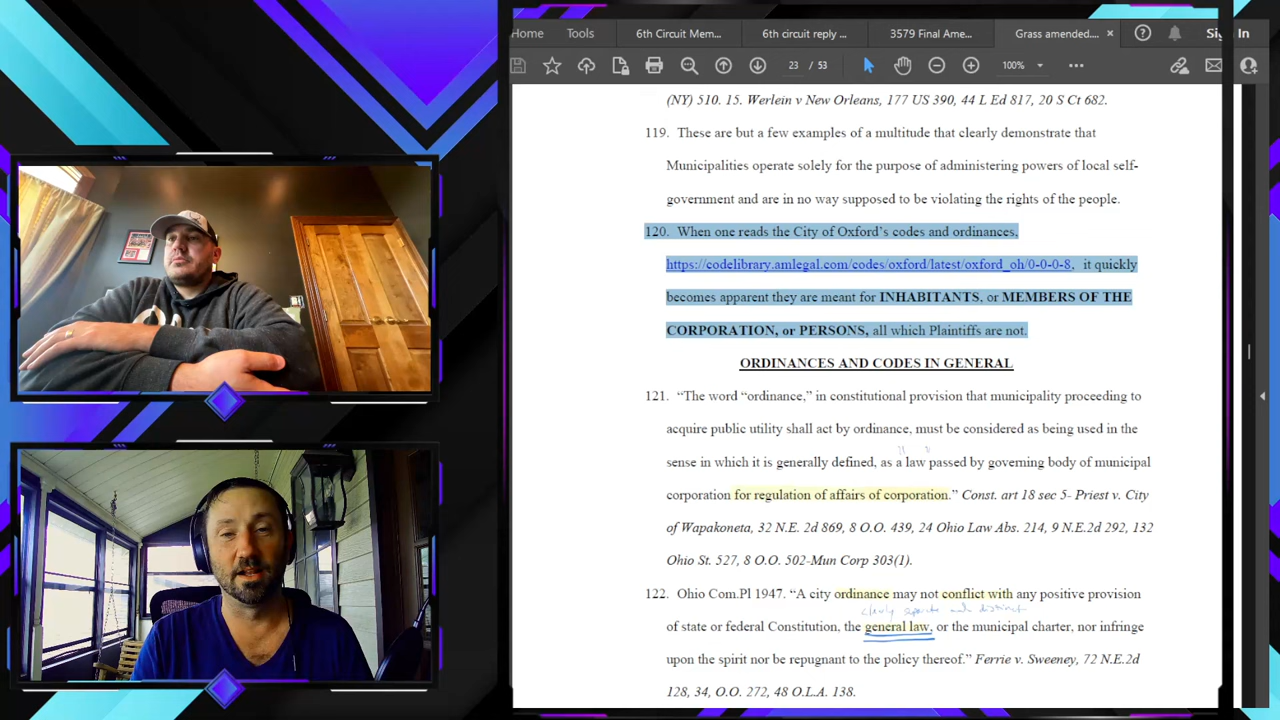 Home Tools 6th Circuit Mem... 6th circuit reply ... 3579 Final Ame... Grass amended.... × Sign In
23 / 53 100%
(NY) 510. 15. Werlein v New Orleans, 177 US 390, 44 L Ed 817, 20 S Ct 682.
119. These are but a few examples of a multitude that clearly demonstrate that
Municipalities operate solely for the purpose of administering powers of local self-
government and are in no way supposed to be violating the rights of the people.
120. When one reads the City of Oxford's codes and ordinances,
https://codelibrary.amlegal.com/codes/oxford/latest/oxford_oh/0-0-0-8, it quickly
becomes apparent they are meant for INHABITANTS, or MEMBERS OF THE
CORPORATION, or PERSONS, all which Plaintiffs are not.
ORDINANCES AND CODES IN GENERAL
121. “The word “ordinance,” in constitutional provision that municipality proceeding to
acquire public utility shall act by ordinance, must be considered as being used in the
sense in which it is generally defined, as a law passed by governing body of municipal
corporation for regulation of affairs of corporation.” Const. art 18 sec 5- Priest v. City
of Wapakoneta, 32 N.E. 2d 869, 8 O.O. 439, 24 Ohio Law Abs. 214, 9 N.E.2d 292, 132
Ohio St. 527, 8 O.O. 502-Mun Corp 303(1).
122. Ohio Com.Pl 1947. “A city ordinance may not conflict with any positive provision
of state or federal Constitution, the general law, or the municipal charter, nor infringe
upon the spirit nor be repugnant to the policy thereof.” Ferrie v. Sweeney, 72 N.E.2d
128, 34, O.O. 272, 48 O.L.A. 138.